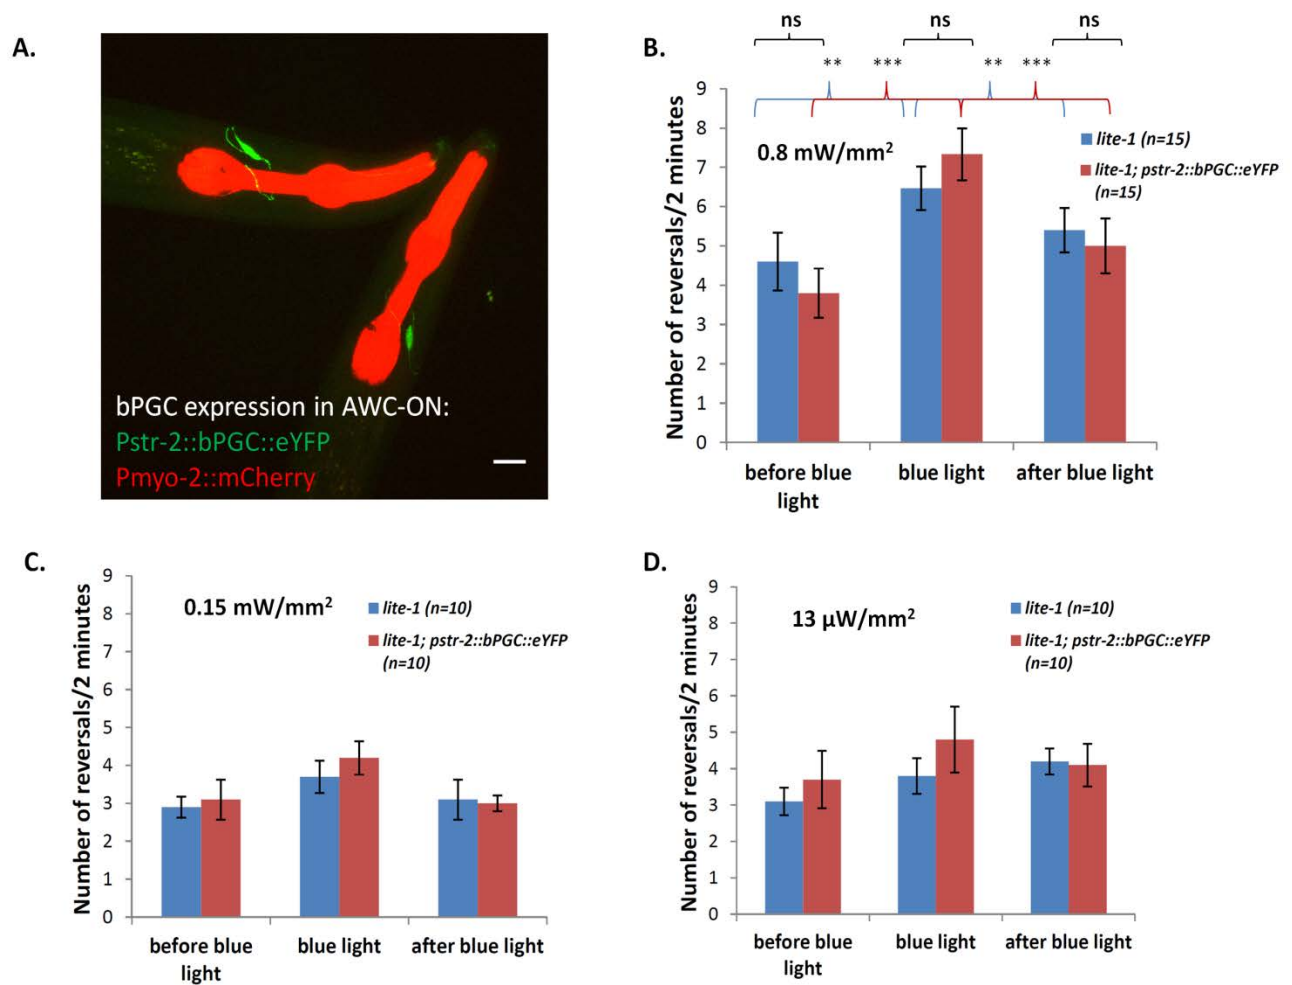 A.
bPGC expression in AWC-ON:
Pstr-2::bPGC::eYFP
Pmyo-2::mCherry
B.
ns
ns
ns
**
***
**
***
Number of reversals/2 minutes
9
8
7
6
5
4
3
2
1
0
0.8 mW/mm²
lite-1 (n=15)
lite-1; pstr-2::bPGC::eYFP
(n=15)
before blue
light
blue light
after blue light
C.
Number of reversals/2 minutes
9
8
7
6
5
4
3
2
1
0
0.15 mW/mm²
lite-1 (n=10)
lite-1; pstr-2::bPGC::eYFP
(n=10)
before blue
light
blue light
after blue light
D.
Number of reversals/2 minutes
9
8
7
6
5
4
3
2
1
0
13 µW/mm²
lite-1 (n=10)
lite-1; pstr-2::bPGC::eYFP
(n=10)
before blue
light
blue light
after blue light